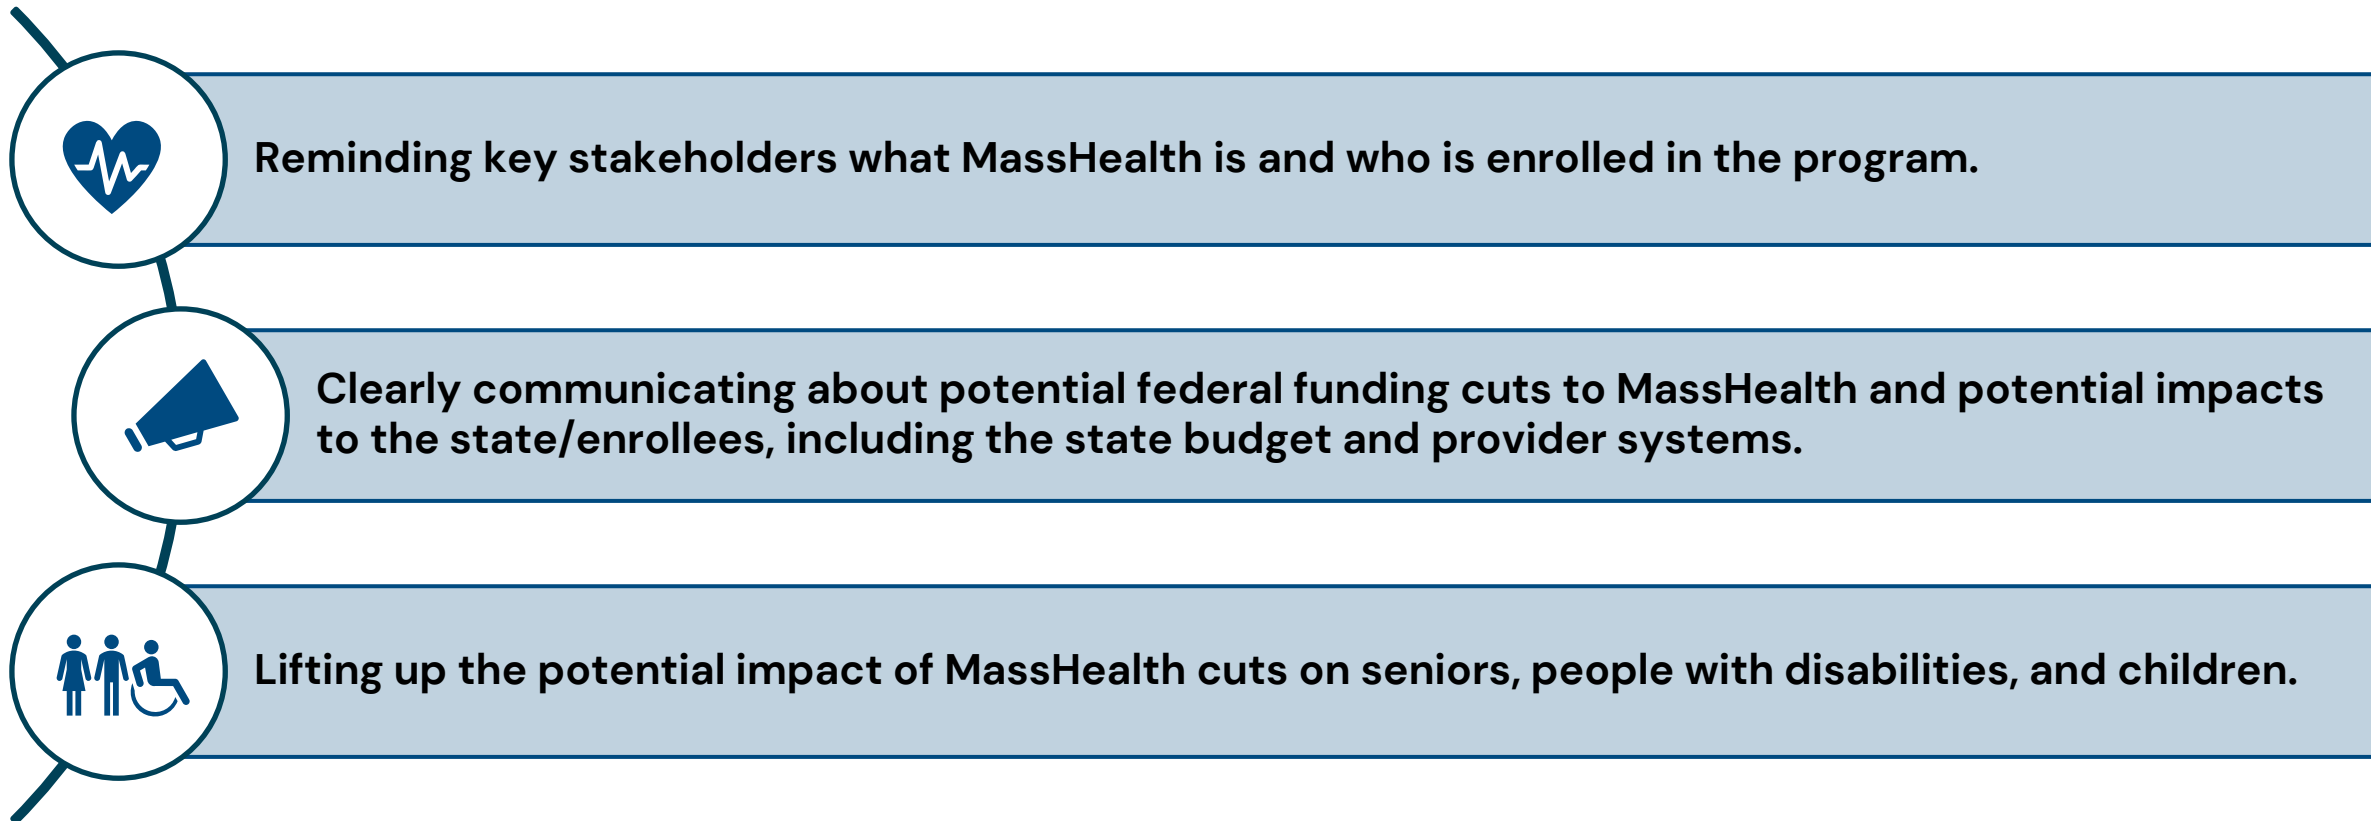 Reminding key stakeholders what MassHealth is and who is enrolled in the program.
Clearly communicating about potential federal funding cuts to MassHealth and potential impacts
to the state/enrollees, including the state budget and provider systems.
Lifting up the potential impact of MassHealth cuts on seniors, people with disabilities, and children.